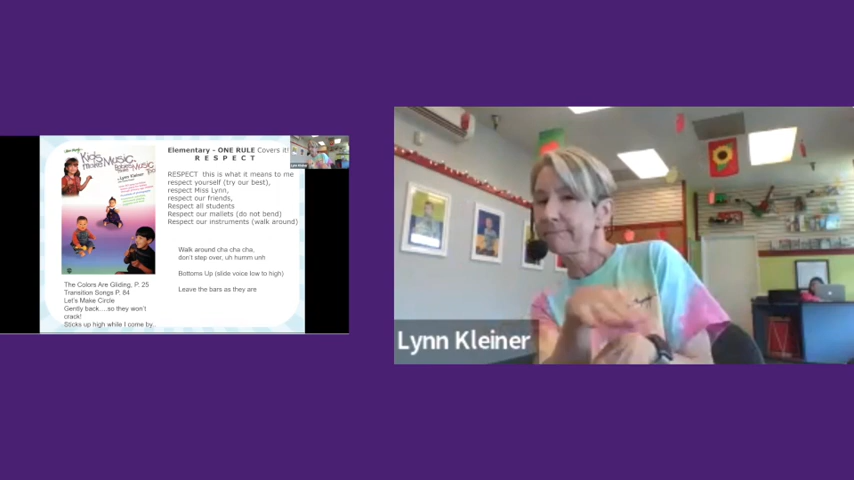 Kids Make Music, Babies Make Music, Too!
Lynn Kleiner
Elementary - ONE RULE Covers it!
R E S P E C T
RESPECT this is what it means to me
respect yourself (try our best),
respect Miss Lynn,
respect our friends,
Respect all students
Respect our mallets (do not bend)
Respect our instruments (walk around)
Walk around cha cha cha,
don't step over, uh humm unh
Bottoms Up (slide voice low to high)
Leave the bars as they are
The Colors Are Gliding, P. 25
Transition Songs P. 84
Let's Make Circle
Gently back....so they won't
crack!
Sticks up high while I come by..
Lynn Kleiner